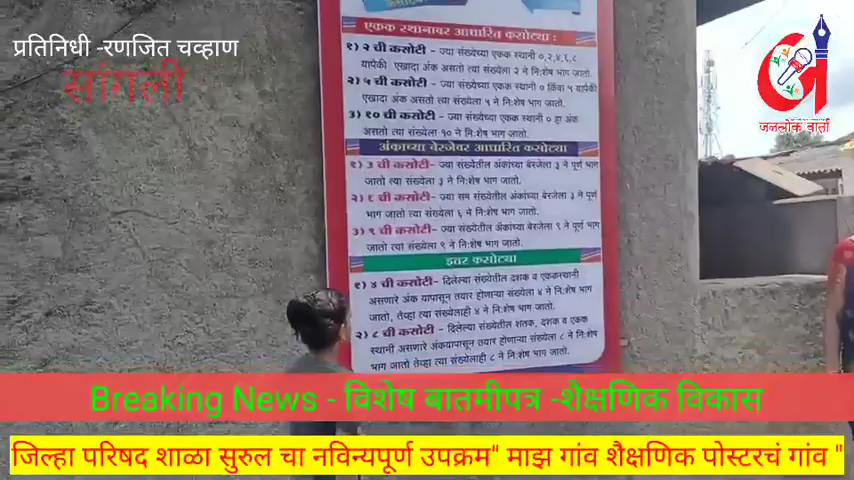 प्रतिनिधी -रणजित चव्हाण
सांगली
जनलोक वार्ता
एकक स्थानावर आधारित कसोट्या :
१) २ ची कसोटी - ज्या संख्येच्या एकक स्थानी ०,२,४,६,८
यापैकी एखादा अंक असतो त्या संख्येला २ ने नि:शेष भाग जातो.
२) ५ ची कसोटी - ज्या संख्येच्या एकक स्थानी ० किंवा ५ यापैकी
एखादा अंक असतो त्या संख्येला ५ ने नि:शेष भाग जातो.
३) १० ची कसोटी - ज्या संख्येच्या एकक स्थानी ० हा अंक
असतो त्या संख्येला १० ने नि:शेष भाग जातो.
अंकाच्या बेरजेवर आधारित कसोट्या
१) ३ ची कसोटी- ज्या संख्येतील अंकांच्या बेरजेला ३ ने पूर्ण भाग
जातो त्या संख्येला ३ ने नि:शेष भाग जातो.
२) ६ ची कसोटी- ज्या सम संख्येतील अंकांच्या बेरजेला ३ ने पूर्ण
भाग जातो त्या संख्येला ६ ने नि:शेष भाग जातो.
३) ९ ची कसोटी- ज्या संख्येतील अंकांच्या बेरजेला ९ ने पूर्ण भाग
जातो त्या संख्येला ९ ने नि:शेष भाग जातो.
इतर कसोट्या
१) ४ ची कसोटी- दिलेल्या संख्येतील दशक व एककस्थानी
असणारे अंक यापासून तयार होणाऱ्या संख्येला ४ ने नि:शेष भाग
जातो, तेव्हा त्या संख्येलाही ४ ने नि:शेष भाग जातो.
२) ८ ची कसोटी - दिलेल्या संख्येतील शतक, दशक व एकक
स्थानी असणारे अंकयापासून तयार होणाऱ्या संख्येला ८ ने नि:शेष
भाग जातो तेव्हा त्या संख्येलाही ८ ने नि:शेष भाग जातो.
Breaking News - विशेष बातमीपत्र -शैक्षणिक विकास
जिल्हा परिषद शाळा सुरुल चा नविन्यपूर्ण उपक्रम" माझ गांव शैक्षणिक पोस्टरचं गांव "